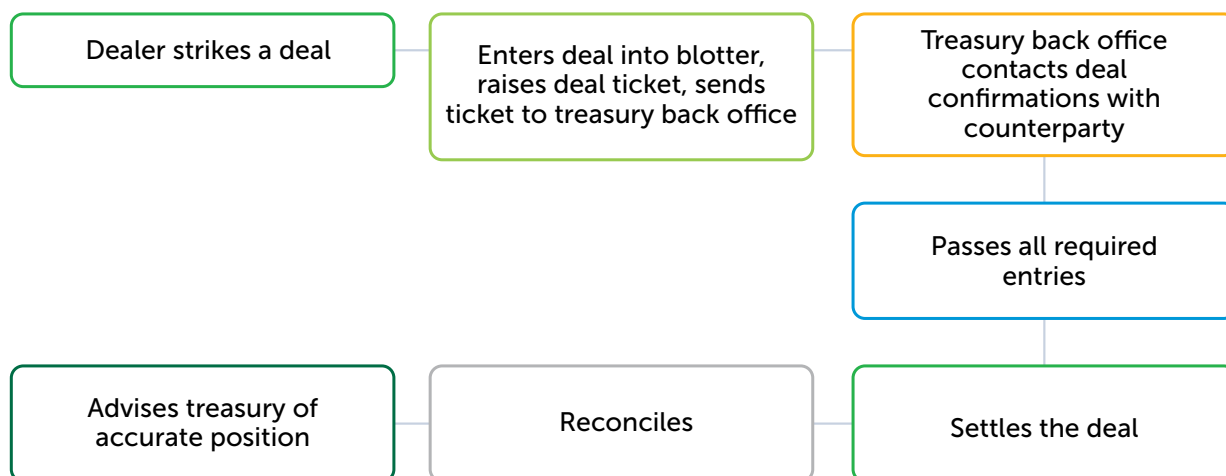 Dealer strikes a deal
Enters deal into blotter,
raises deal ticket, sends
ticket to treasury back office
Treasury back office
contacts deal
confirmations with
counterparty
Passes all required
entries
Advises treasury of
accurate position
Reconciles
Settles the deal